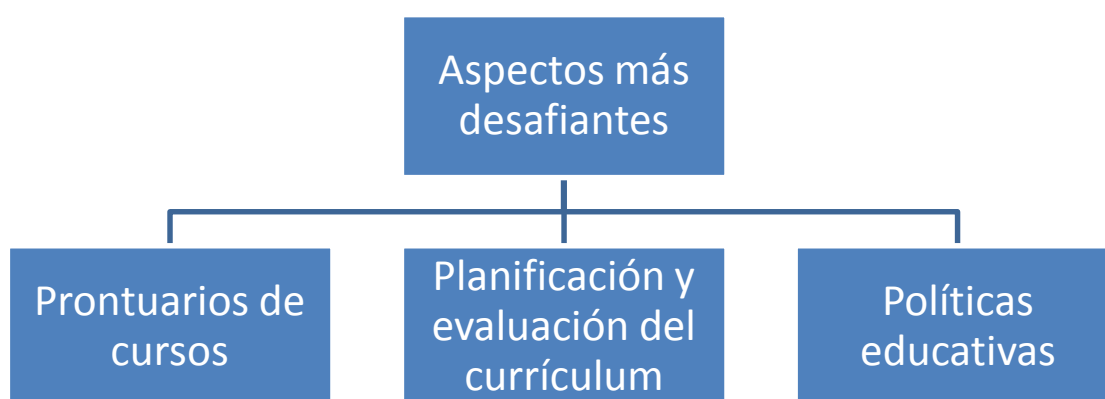 Aspectos más
desafiantes
Prontuarios de
cursos
Planificación y
evaluación del
currículum
Políticas
educativas